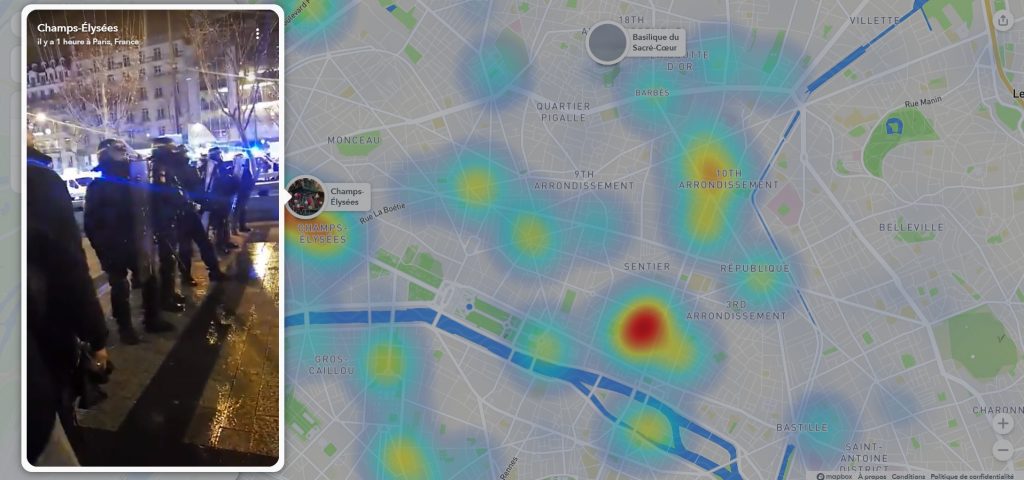 Champs-Élysées
il y a 1 heure à Paris, France
18TH
Basilique du
Sacré-Cœur
D'OR
VILLETTE
BARBÈS
QUARTIER
PIGALLE
Rue Manin
MONCEAU
9TH
ARRONDISSEMENT
10TH
ARRONDISSEMENT
Champs-
Élysées
Rue La Boétie
CHAMPS-
ÉLYSÉES
BELLEVILLE
SENTIER
RÉPUBLIQUE
3RD
ARRONDISSEMENT
GROS-
CAILLOU
CHARONN
BASTILLE
SAINT-
ANTOINE
DISTRICT
mapbox À propos Conditions Politique de confidentialité